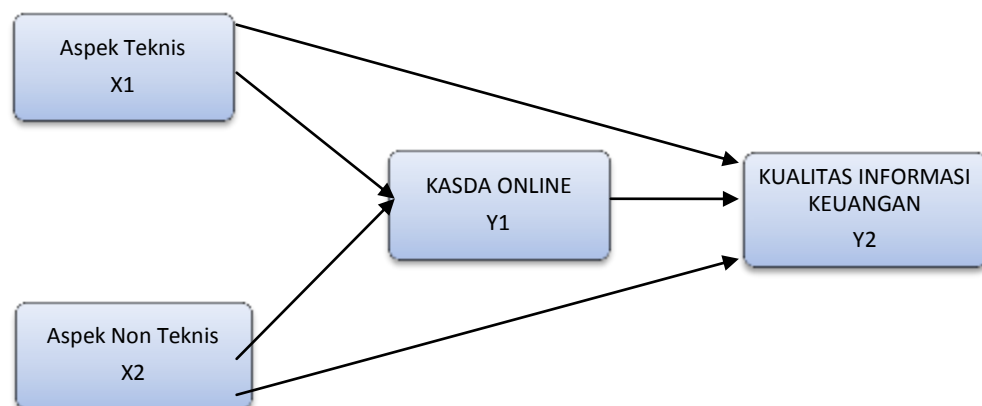 Aspek Teknis
X1
KASDA ONLINE
Y1
KUALITAS INFORMASI
KEUANGAN
Y2
Aspek Non Teknis
X2